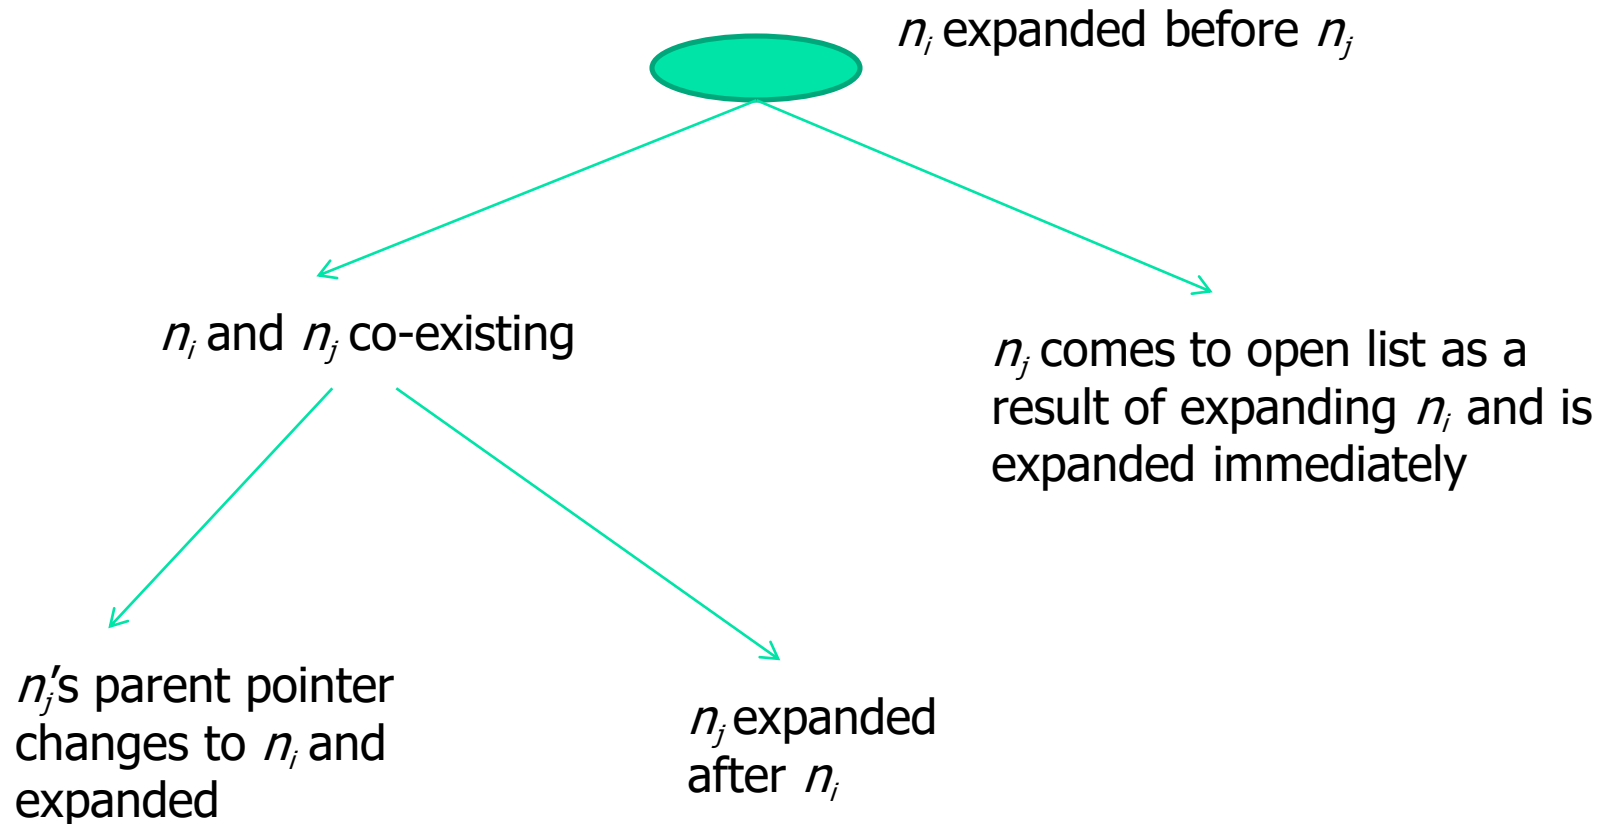 nᵢ expanded before nⱼ
nᵢ and nⱼ co-existing
nⱼ comes to open list as a
result of expanding nᵢ and is
expanded immediately
nⱼ's parent pointer
changes to nᵢ and
expanded
nⱼ expanded
after nᵢ